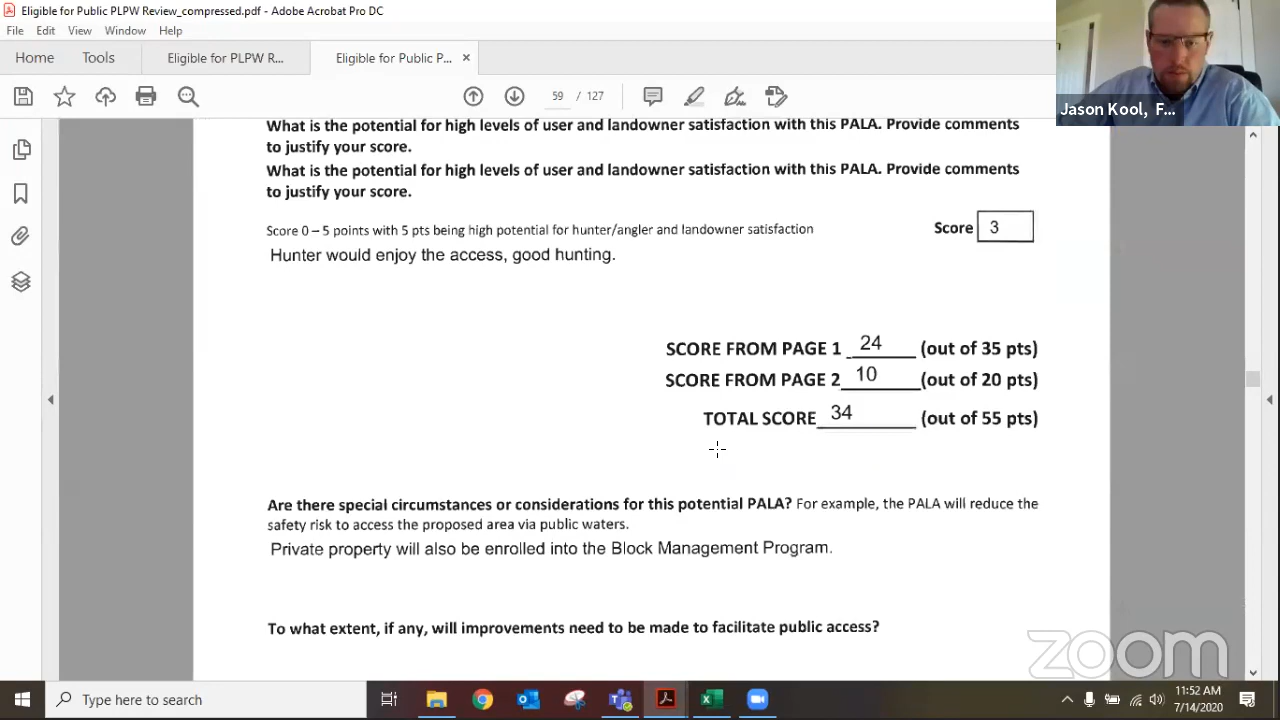 Eligible for Public PLPW Review_compressed.pdf - Adobe Acrobat Pro DC
File Edit View Window Help
Home Tools Eligible for PLPW R... Eligible for Public P... ×
59 / 127
Jason Kool, F...
What is the potential for high levels of user and landowner satisfaction with this PALA. Provide comments
to justify your score.
What is the potential for high levels of user and landowner satisfaction with this PALA. Provide comments
to justify your score.
Score 0 – 5 points with 5 pts being high potential for hunter/angler and landowner satisfaction Score 3
Hunter would enjoy the access, good hunting.
SCORE FROM PAGE 1 24 (out of 35 pts)
SCORE FROM PAGE 2 10 (out of 20 pts)
TOTAL SCORE 34 (out of 55 pts)
Are there special circumstances or considerations for this potential PALA? For example, the PALA will reduce the
safety risk to access the proposed area via public waters.
Private property will also be enrolled into the Block Management Program.
To what extent, if any, will improvements need to be made to facilitate public access?
zoom
Type here to search
11:52 AM
7/14/2020